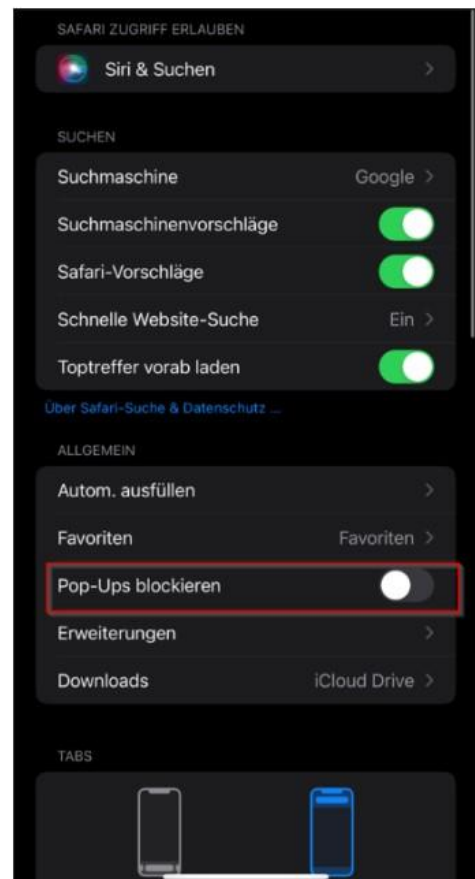 SAFARI ZUGRIFF ERLAUBEN
Siri & Suchen
SUCHEN
Suchmaschine Google
Suchmaschinenvorschläge
Safari-Vorschläge
Schnelle Website-Suche Ein
Toptreffer vorab laden
Über Safari-Suche & Datenschutz ...
ALLGEMEIN
Autom. ausfüllen
Favoriten Favoriten
Pop-Ups blockieren
Erweiterungen
Downloads iCloud Drive
TABS